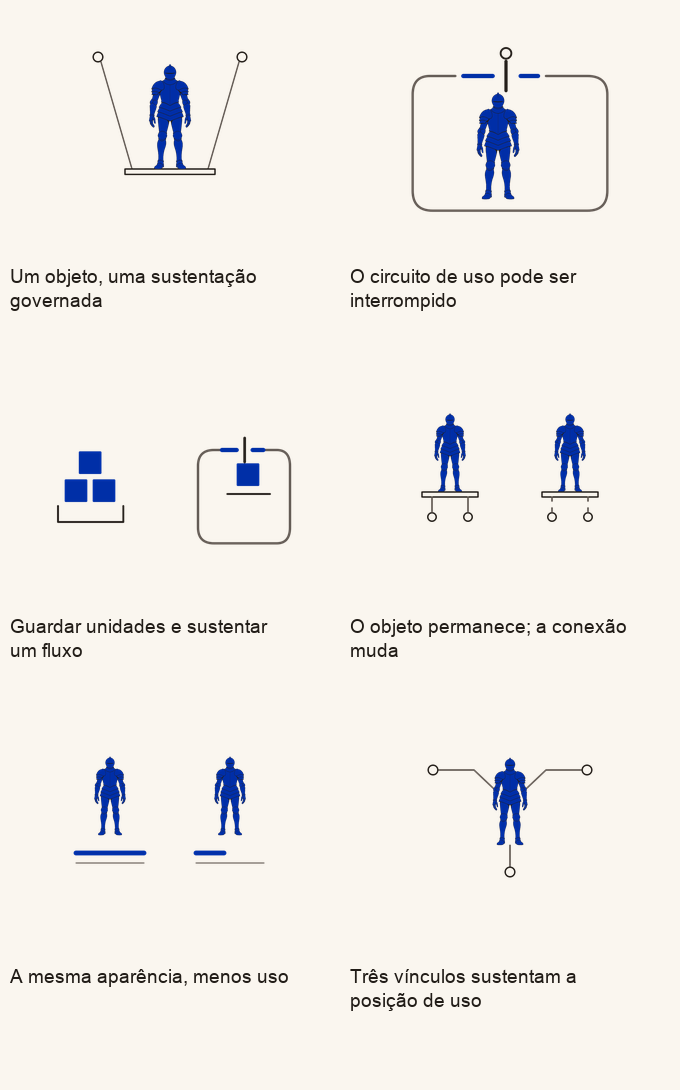 Um objeto, uma sustentação
governada
O circuito de uso pode ser
interrompido
Guardar unidades e sustentar
um fluxo
O objeto permanece; a conexão
muda
A mesma aparência, menos uso
Três vínculos sustentam a
posição de uso